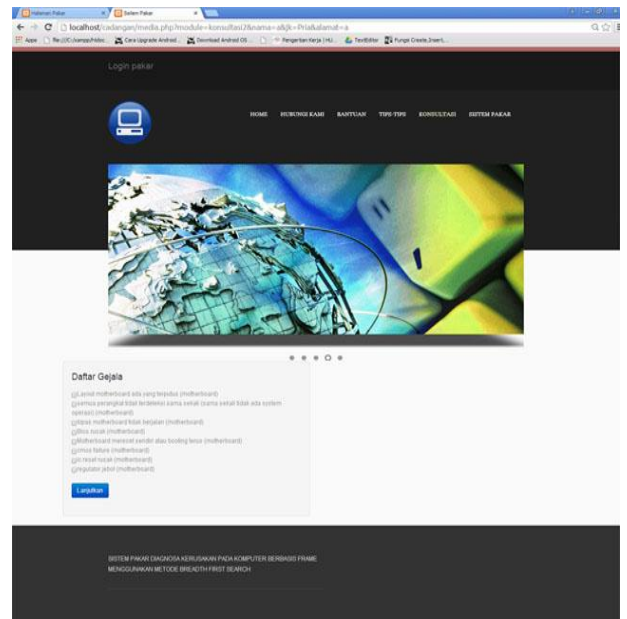 Halaman Pakar
Sistem Pakar
localhost/cadangan/media.php?module=konsultasi2&nama=a&jk=Pria&alamat=a
Apps
Cara Upgrade Android...
Download Android OS ...
Pengertian Kerja | HU...
TextEditor
Fungsi Create,Insert,...
Login pakar
HOME HUBUNGI KAMI BANTUAN TIPS-TIPS KONSULTASI SISTEM PAKAR
Daftar Gejala
Layout motherboard ada yang terputus (motherboard)
semua perangkat tidak terdeteksi sama sekali (sama sekali tidak ada system
operasi) (motherboard)
kipas motherboard tidak berjalan (motherboard)
Bios rusak (motherboard)
Motherboard mereset sendiri atau booting terus (motherboard)
cmos failure (motherboard)
ic reset rusak (motherboard)
regulator jebol (motherboard)
Lanjutkan
SISTEM PAKAR DIAGNOSA KERUSAKAN PADA KOMPUTER BERBASIS FRAME
MENGGUNAKAN METODE BREADTH FIRST SEARCH